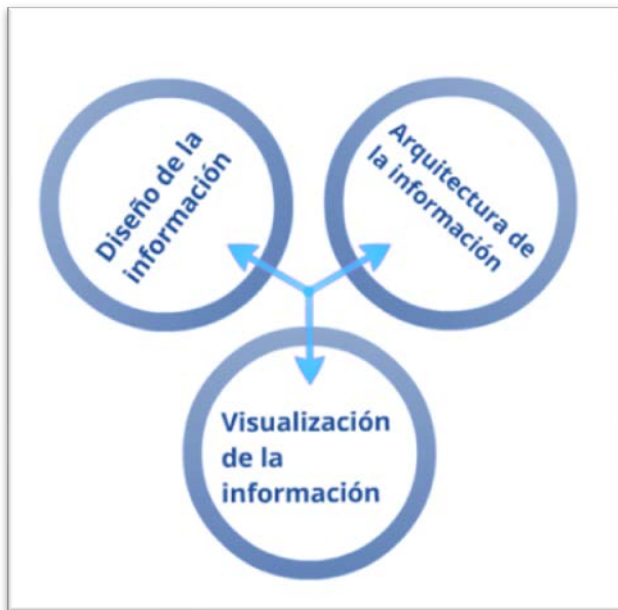 Diseño de la
información
Arquitectura de
la información
Visualización
de la
información